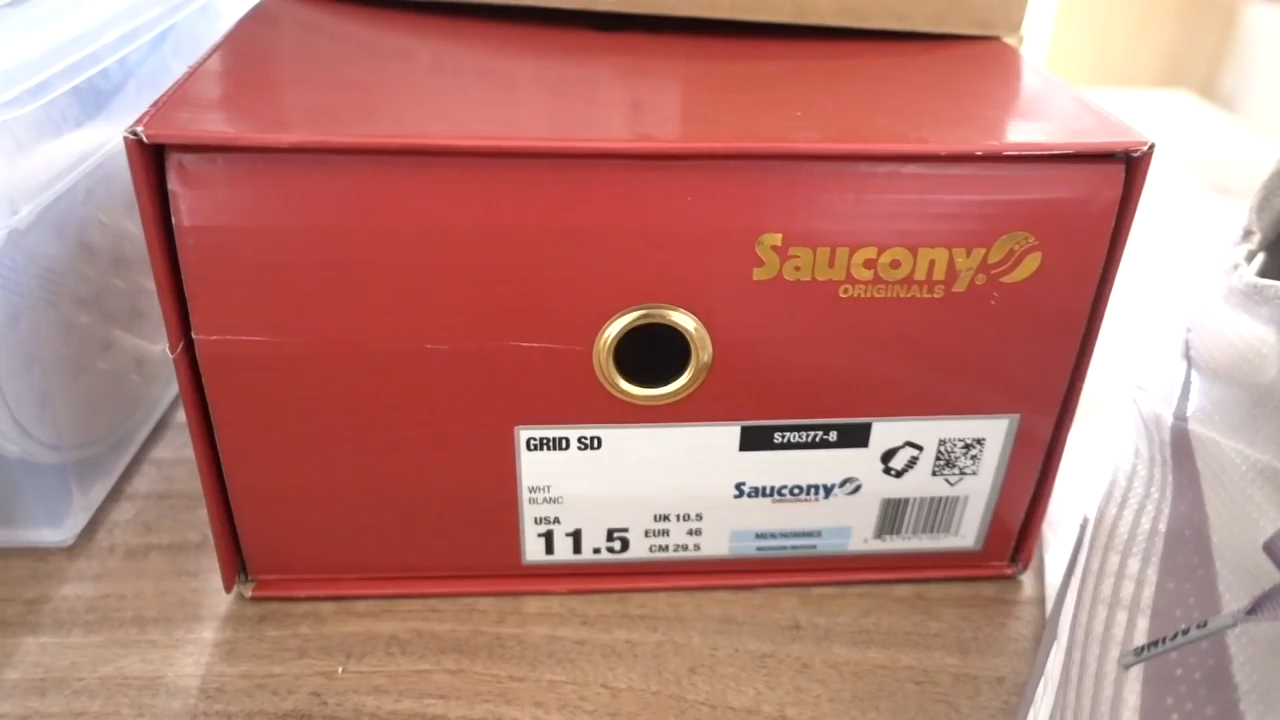 Saucony®
ORIGINALS
GRID SD
S70377-8
WHT
BLANC
Saucony
ORIGINALS
USA
11.5
UK 10.5
EUR 46
CM 29.5
MEN/HOMMES
RACING